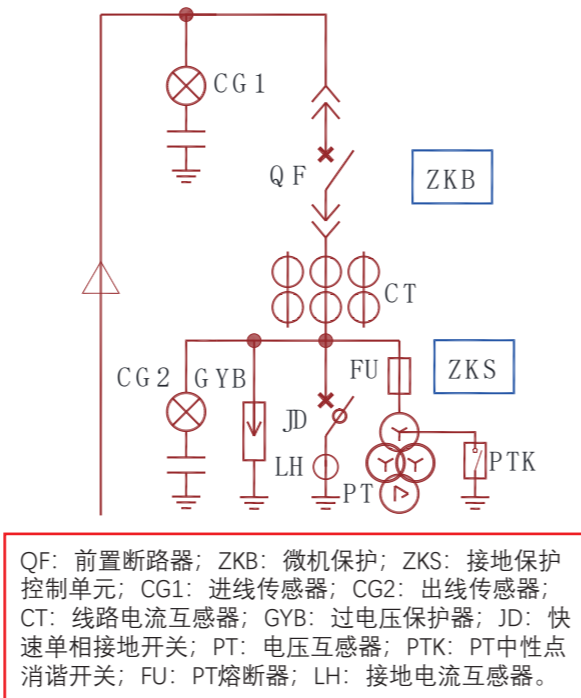 CG1
QF
ZKB
CT
FU
ZKS
CG2 GYB
JD
LH
PT
PTK
QF：前置断路器；ZKB：微机保护；ZKS：接地保护
控制单元；CG1：进线传感器；CG2：出线传感器；
CT：线路电流互感器；GYB：过电压保护器；JD：快
速单相接地开关；PT：电压互感器；PTK：PT中性点
消谐开关；FU：PT熔断器；LH：接地电流互感器。